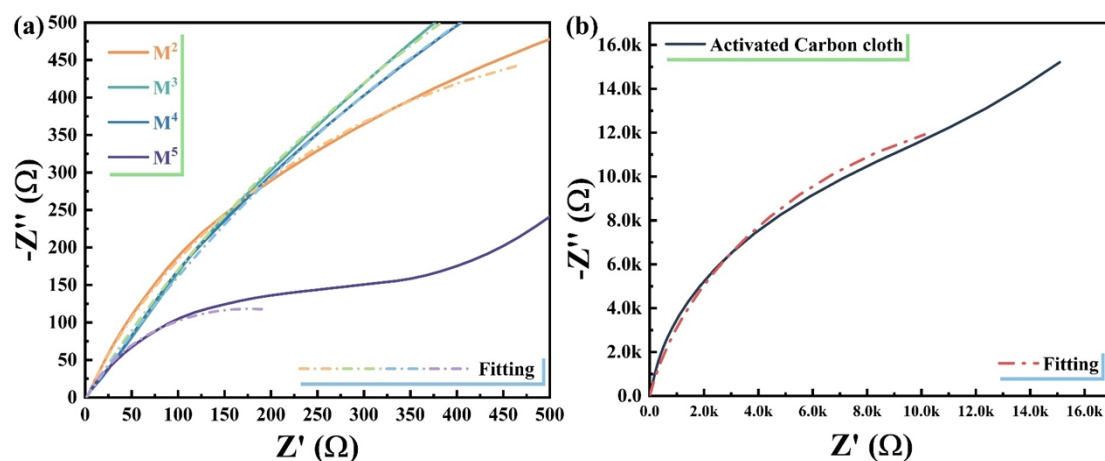 (a)
500
450
400
350
300
250
200
150
100
50
0
-Z'' (Ω)
M²
M³
M⁴
M⁵
Fitting
0 50 100 150 200 250 300 350 400 450 500
Z' (Ω)
(b)
16.0k
14.0k
12.0k
10.0k
8.0k
6.0k
4.0k
2.0k
0.0
-Z'' (Ω)
Activated Carbon cloth
Fitting
0.0 2.0k 4.0k 6.0k 8.0k 10.0k 12.0k 14.0k 16.0k
Z' (Ω)